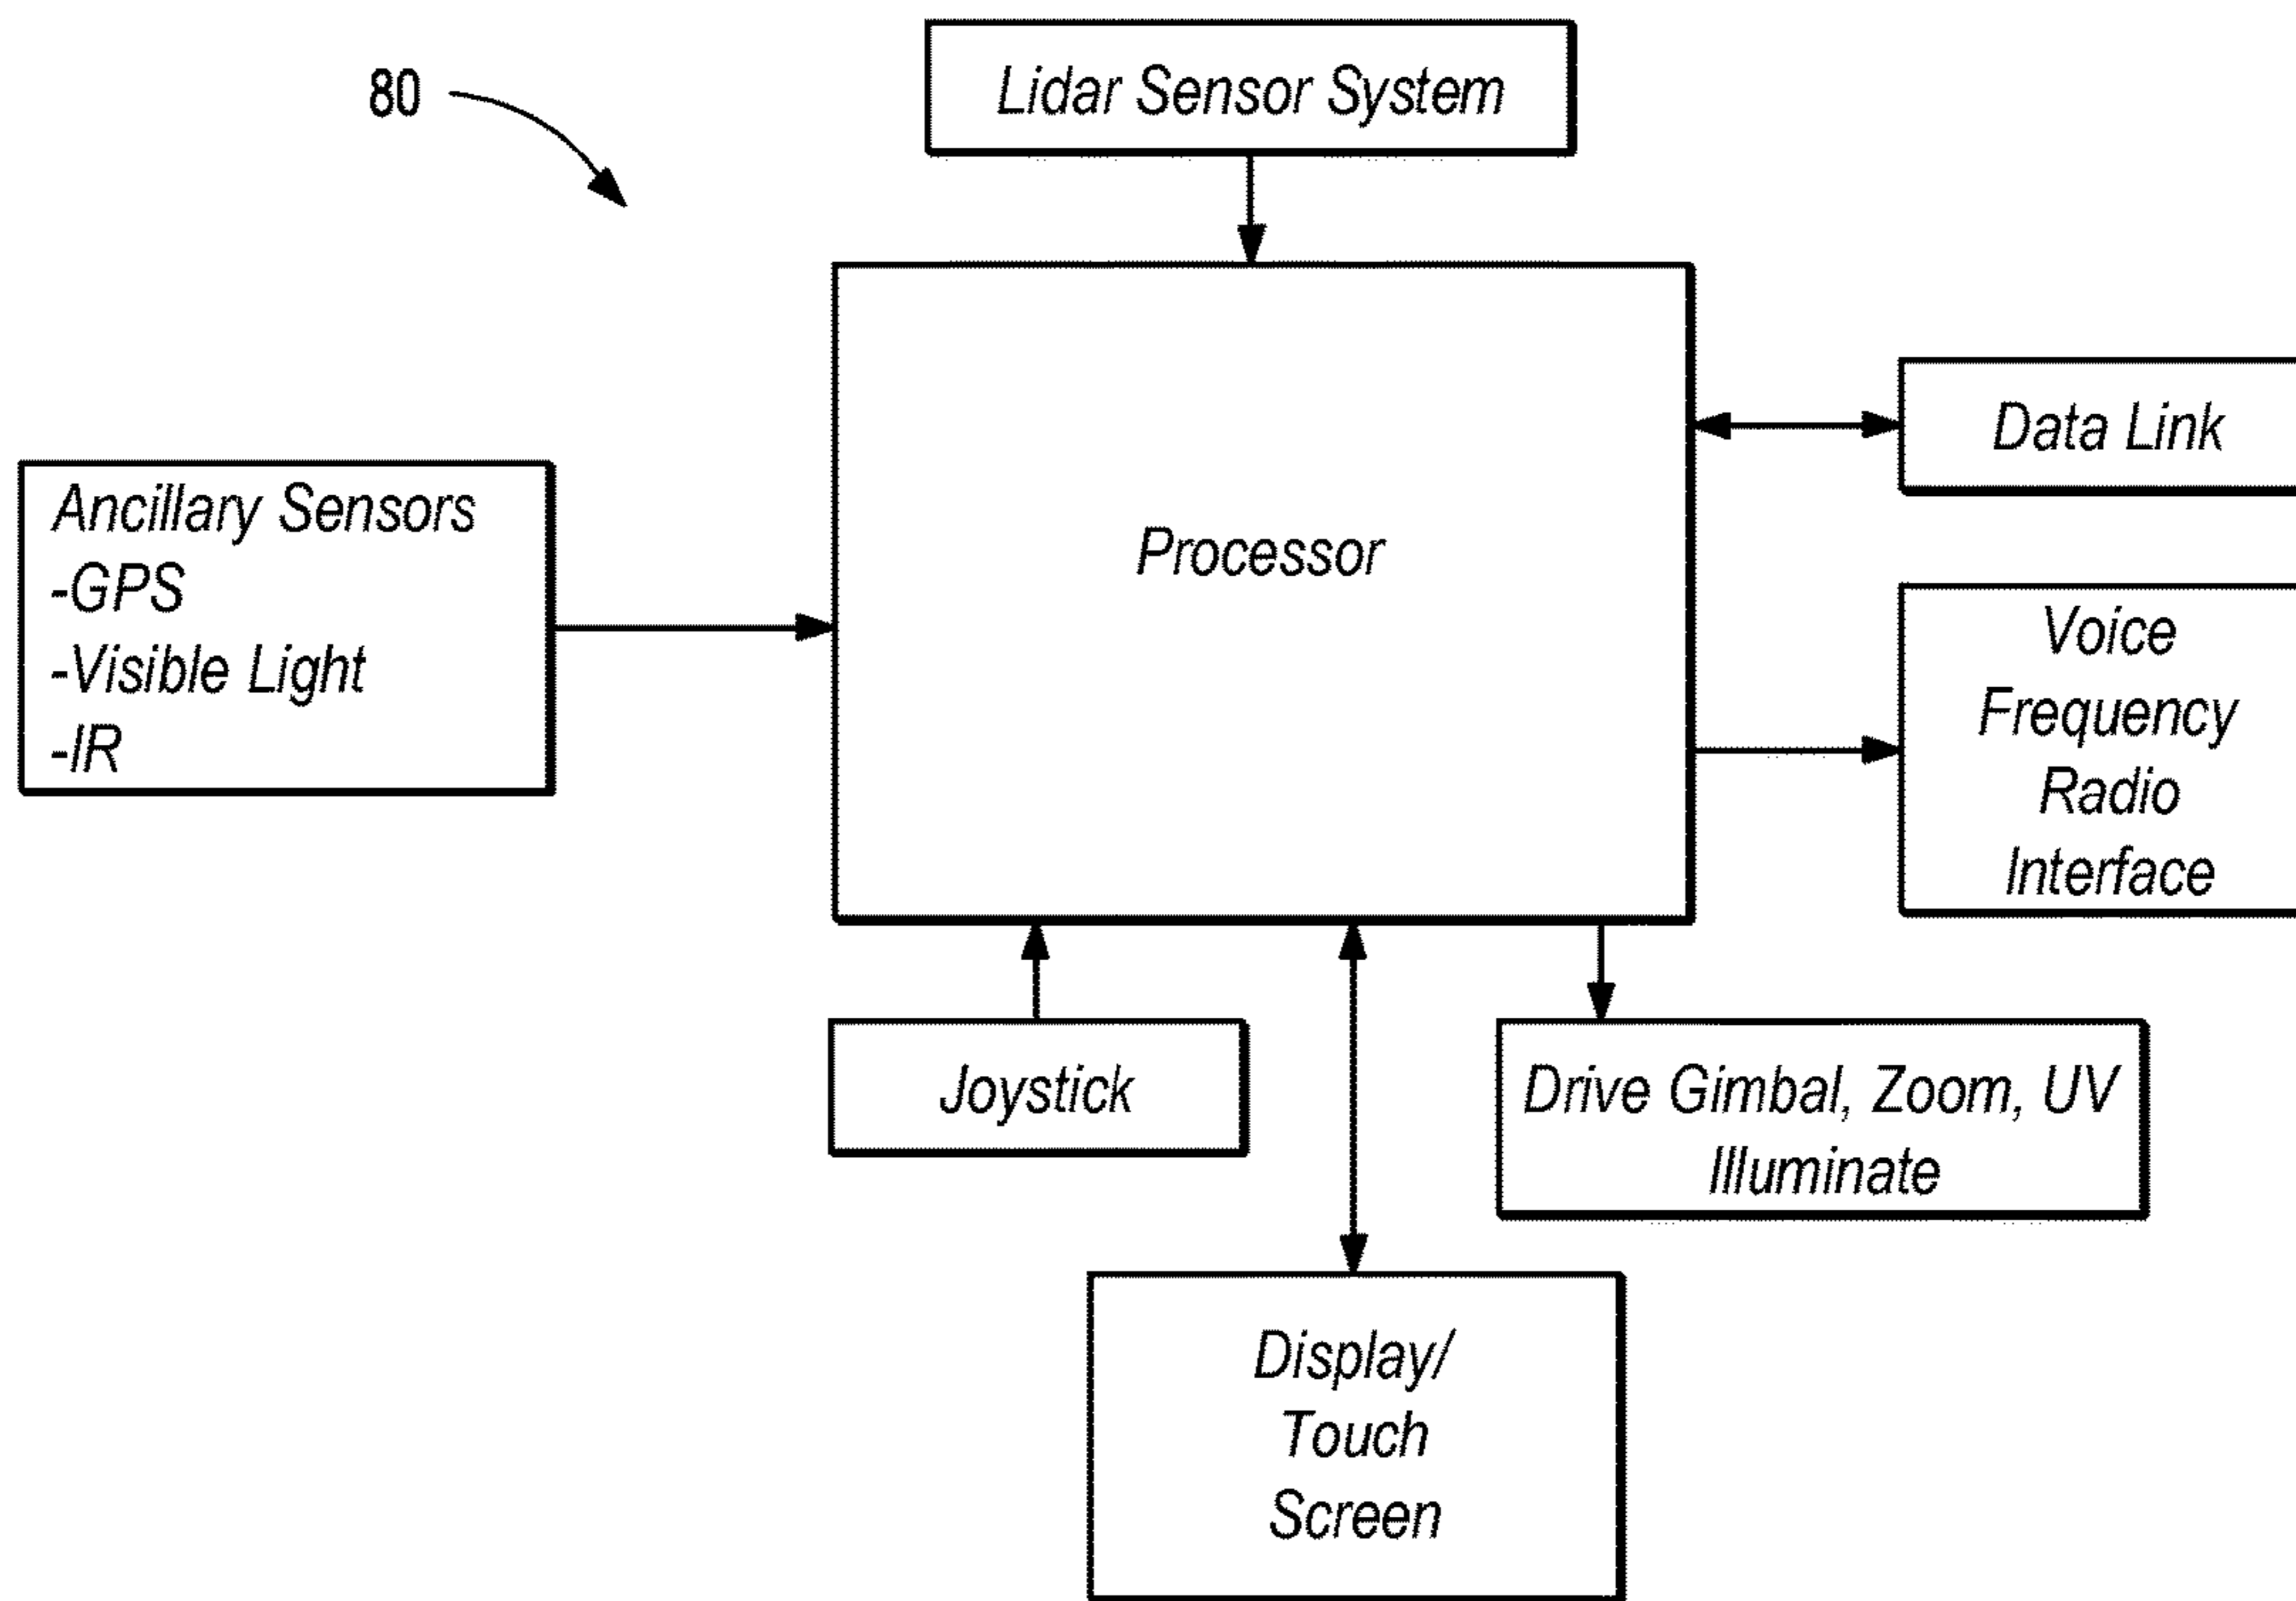 80
Lidar Sensor System
Data Link
Ancillary Sensors
-GPS
-Visible Light
-IR
Processor
Voice
Frequency
Radio
Interface
Joystick
Drive Gimbal, Zoom, UV
Illuminate
Display/
Touch
Screen